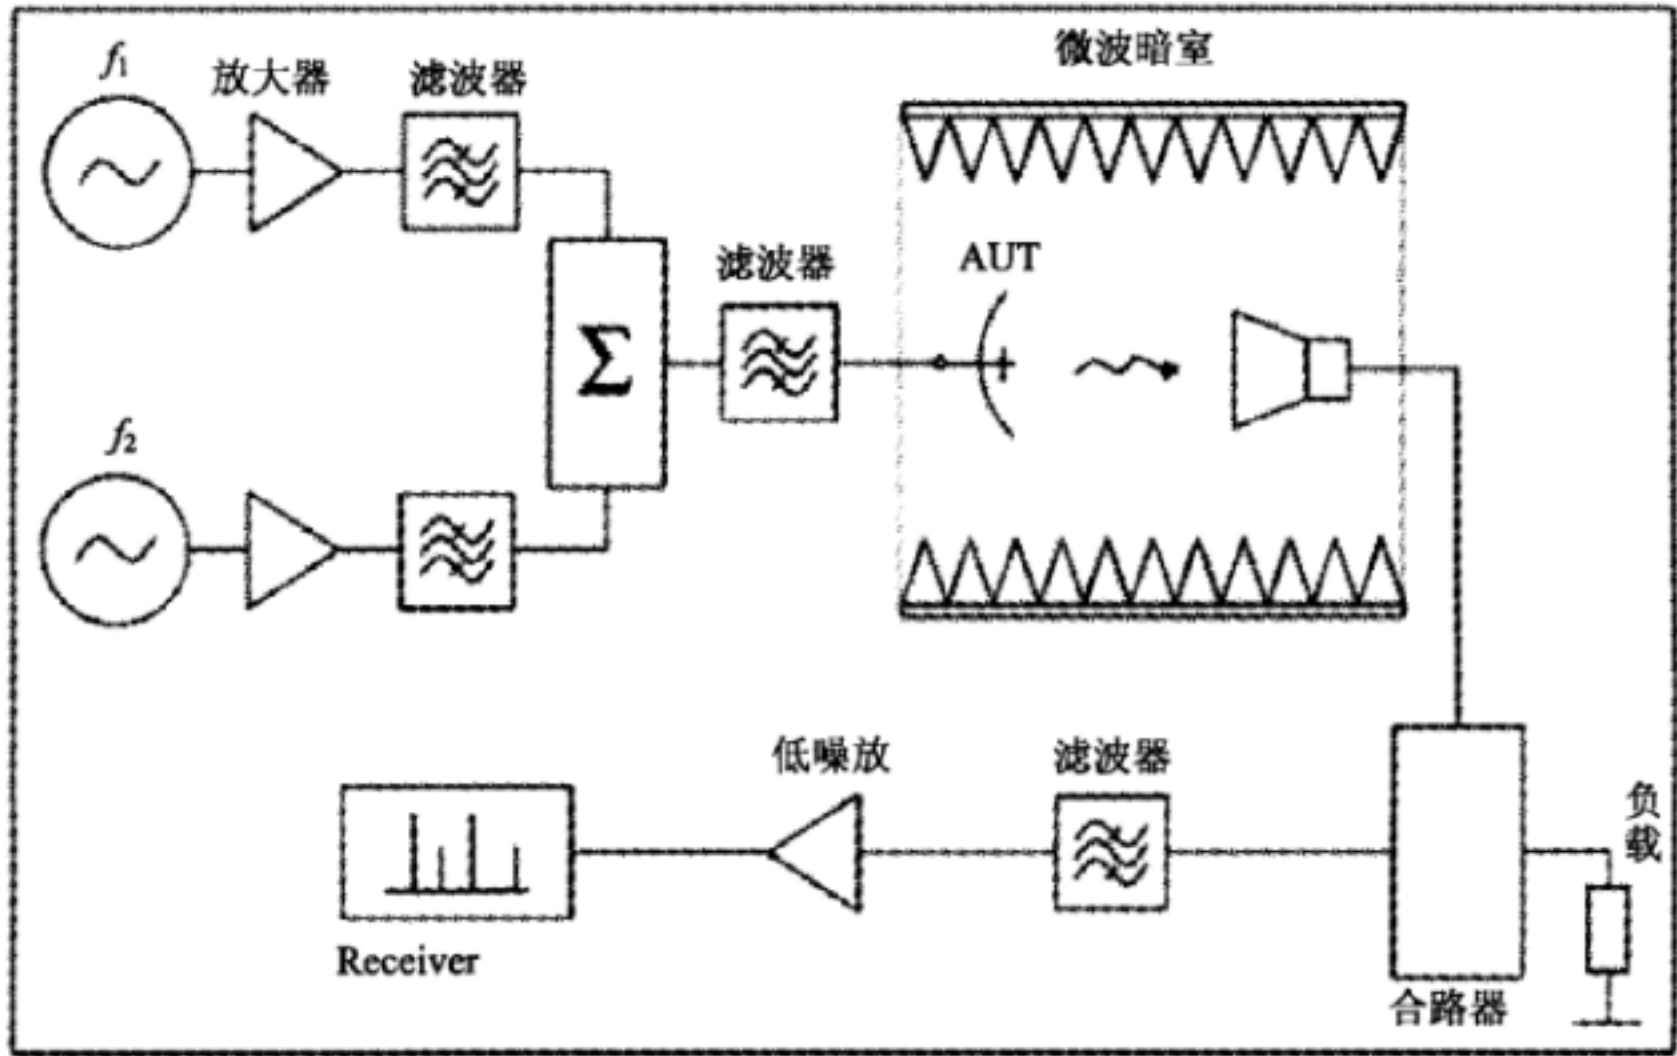 f1
放大器
滤波器
微波暗室
滤波器
AUT
Σ
f2
低噪放
滤波器
负载
Receiver
合路器